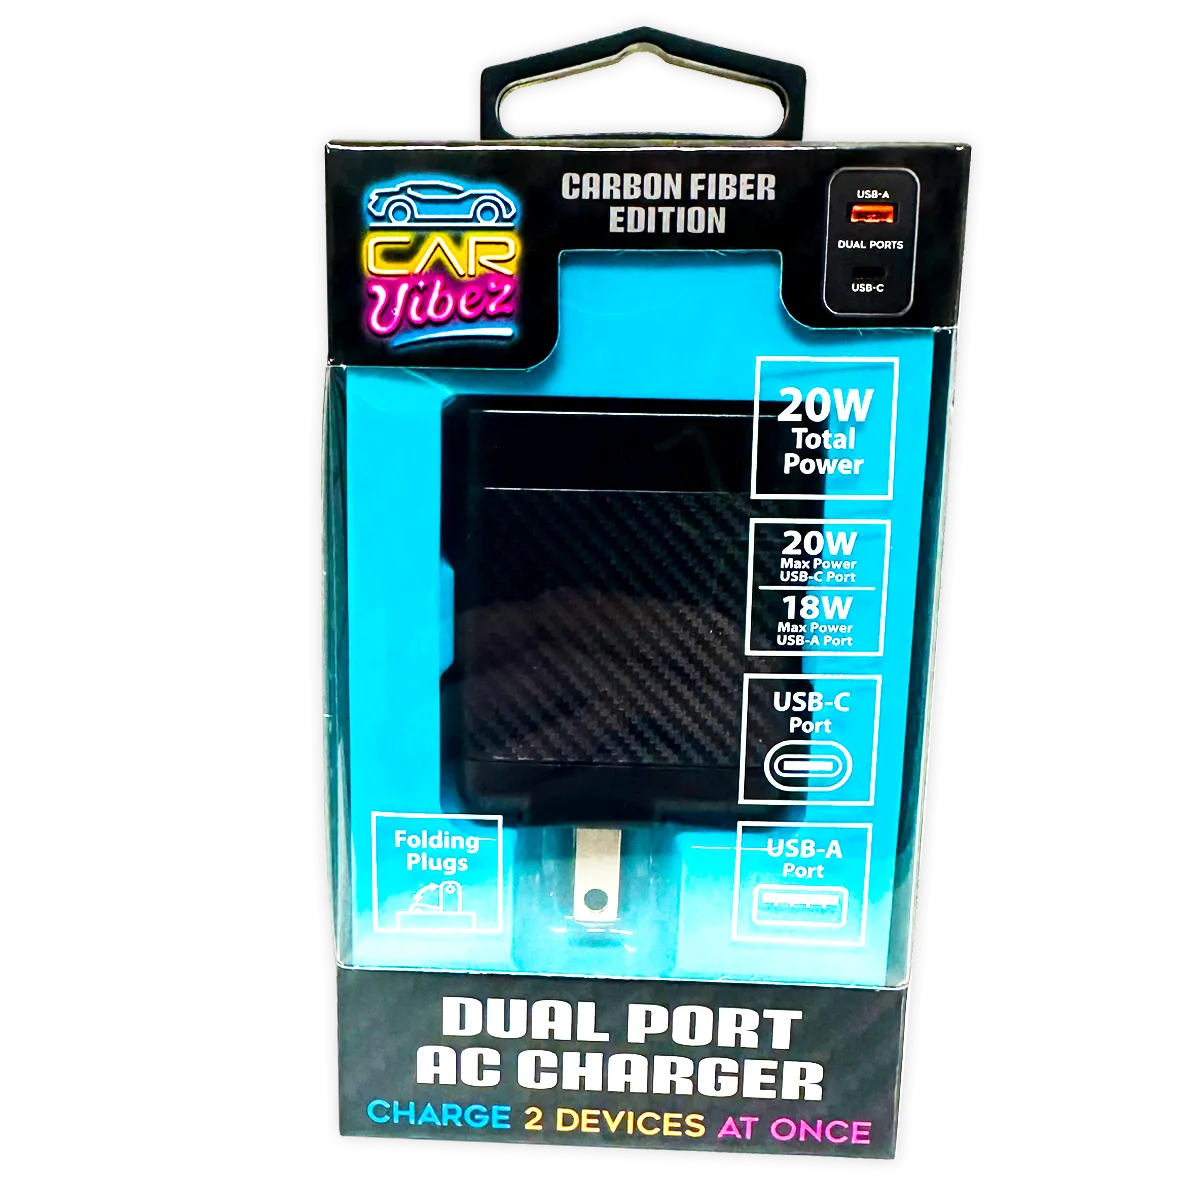 CAR
Vibez
CARBON FIBER
EDITION
USB-A
DUAL PORTS
USB-C
20W
Total
Power
20W
Max Power
USB-C Port
18W
Max Power
USB-A Port
USB-C
Port
USB-A
Port
Folding
Plugs
DUAL PORT
AC CHARGER
CHARGE 2 DEVICES AT ONCE